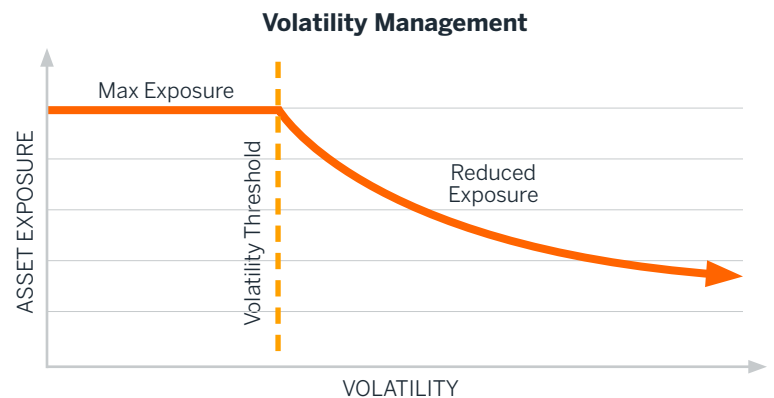 Volatility Management
Max Exposure
ASSET EXPOSURE
Volatility Threshold
Reduced
Exposure
VOLATILITY